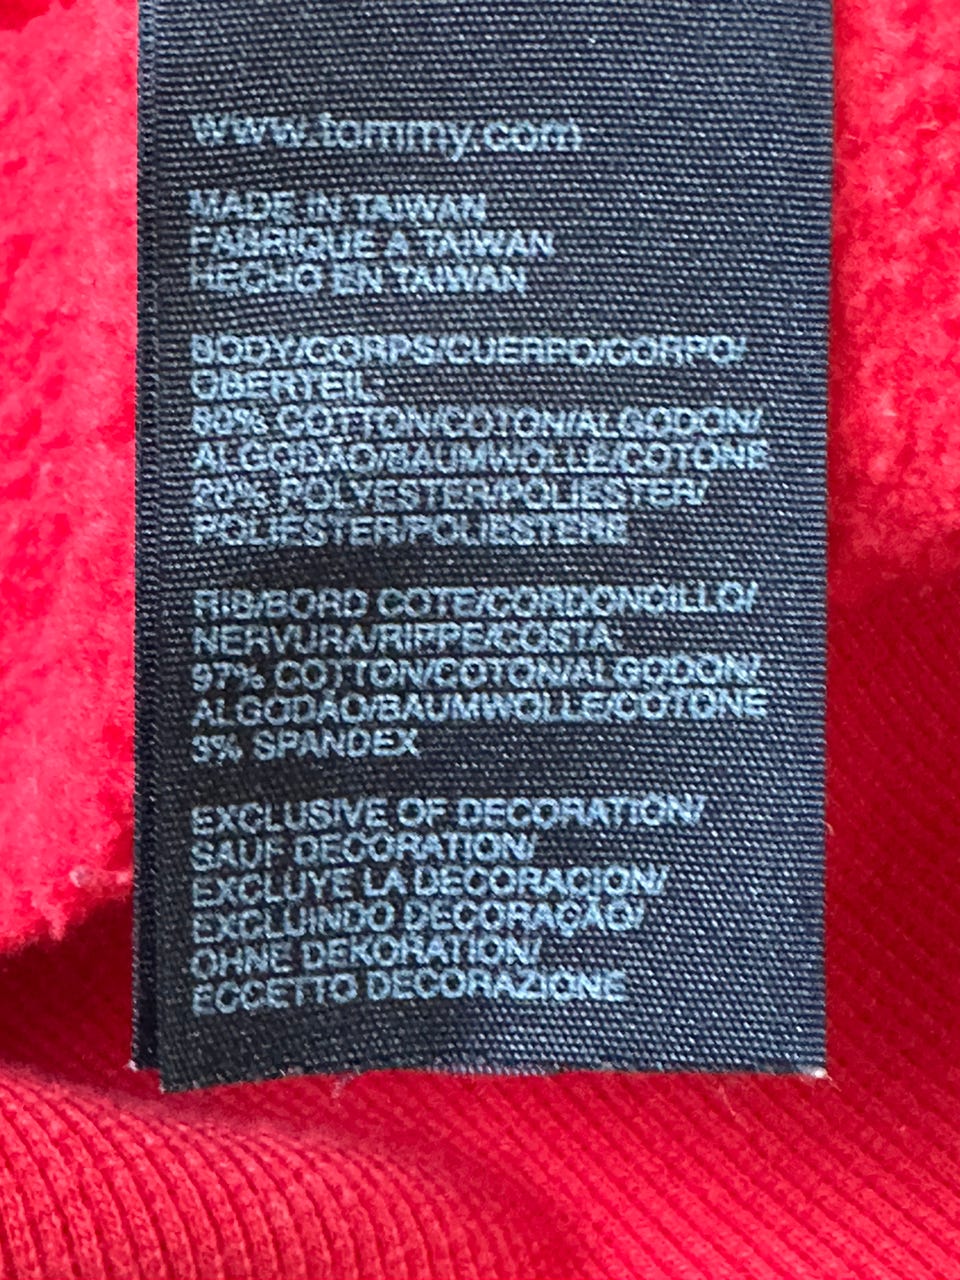 www.tommy.com
MADE IN TAIWAN
FABRIQUE A TAIWAN
HECHO EN TAIWAN
BODY/CORPS/CUERPO/CORPO/
OBERTEIL:
80% COTTON/COTON/ALGODON/
ALGODÃO/BAUMWOLLE/COTONE
20% POLYESTER/POLIESTER/
POLIESTER/POLIESTERE
RIB/BORD COTE/CORDONCILLO/
NERVURA/RIPPE/COSTA:
97% COTTON/COTON/ALGODON/
ALGODÃO/BAUMWOLLE/COTONE
3% SPANDEX
EXCLUSIVE OF DECORATION/
SAUF DECORATION/
EXCLUYE LA DECORACION/
EXCLUINDO DECORAÇÃO/
OHNE DEKORATION/
ECCETTO DECORAZIONE